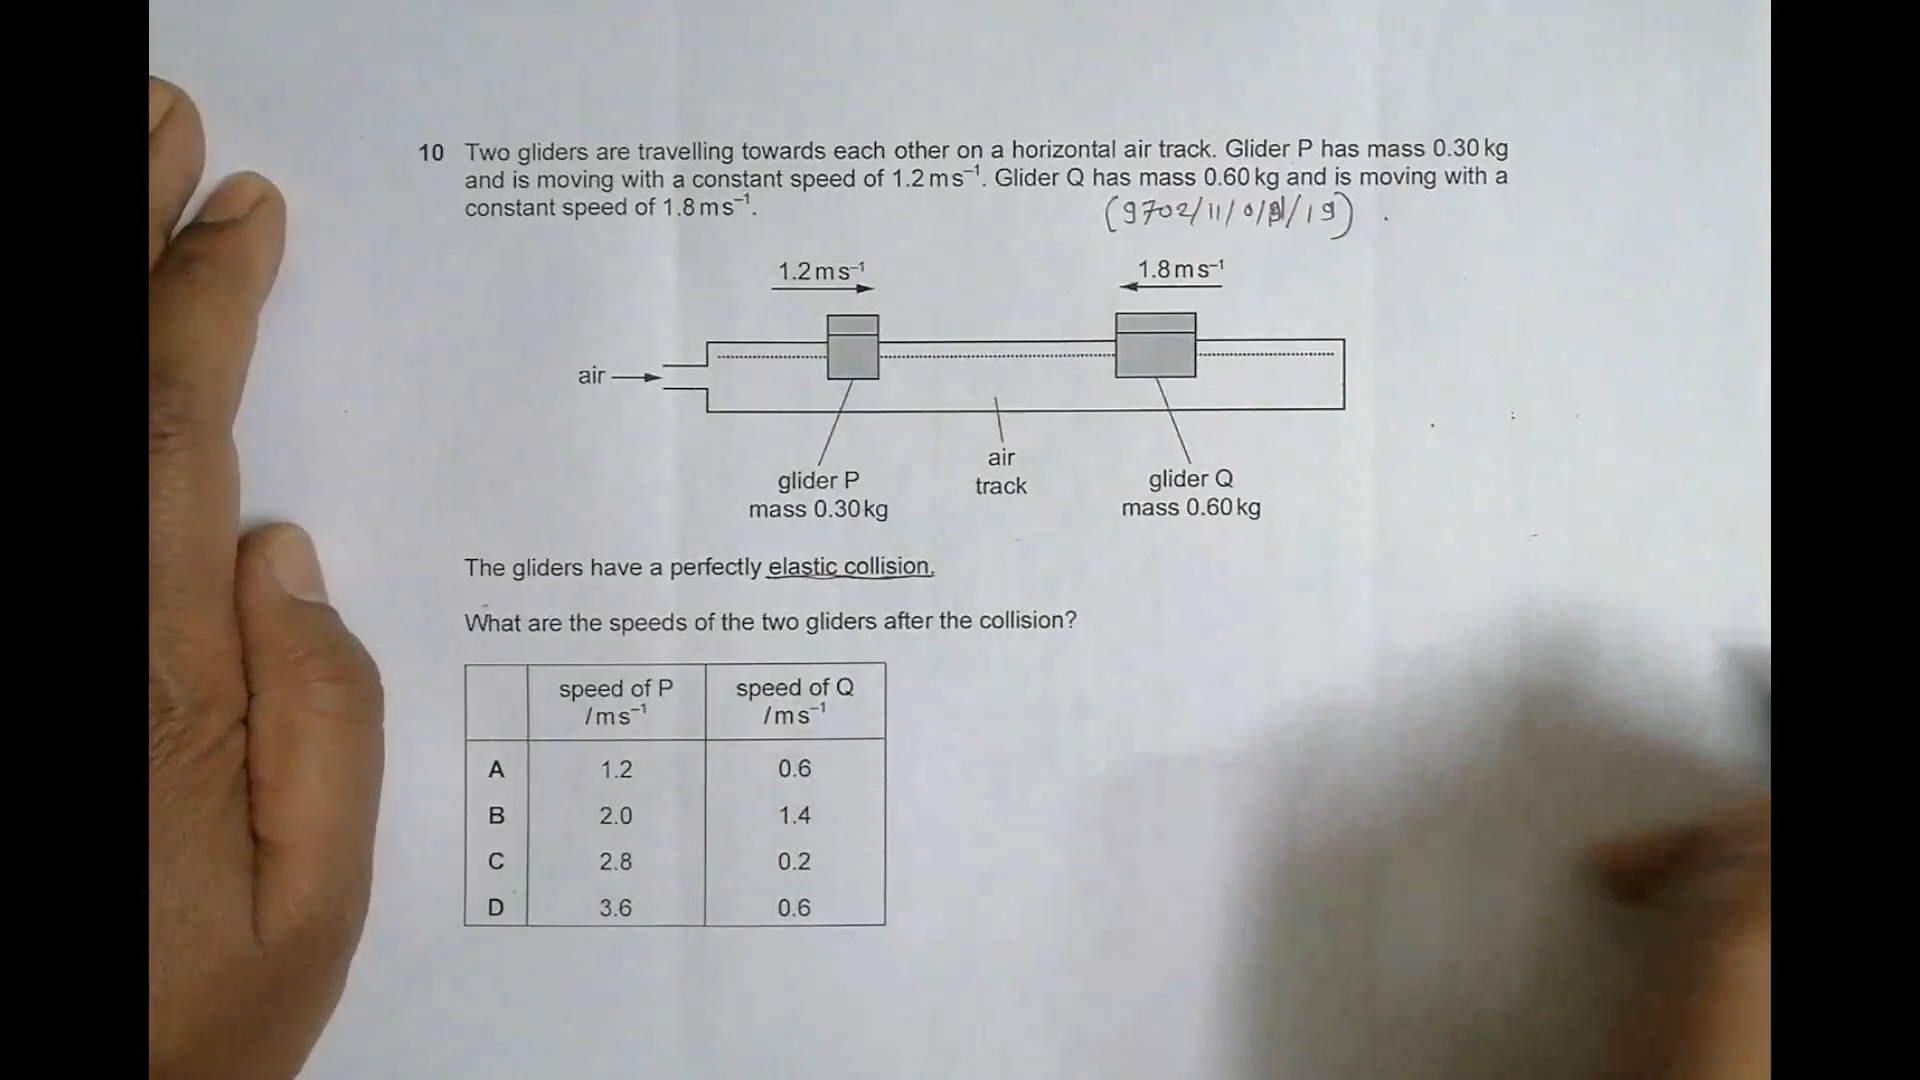 10 Two gliders are travelling towards each other on a horizontal air track. Glider P has mass 0.30 kg
and is moving with a constant speed of 1.2 m s⁻¹. Glider Q has mass 0.60 kg and is moving with a
constant speed of 1.8 m s⁻¹.
1.2 m s⁻¹
1.8 m s⁻¹
air
glider P
mass 0.30 kg
air
track
glider Q
mass 0.60 kg
The gliders have a perfectly elastic collision.
What are the speeds of the two gliders after the collision?
speed of P
/ m s⁻¹
speed of Q
/ m s⁻¹
A 1.2 0.6
B 2.0 1.4
C 2.8 0.2
D 3.6 0.6